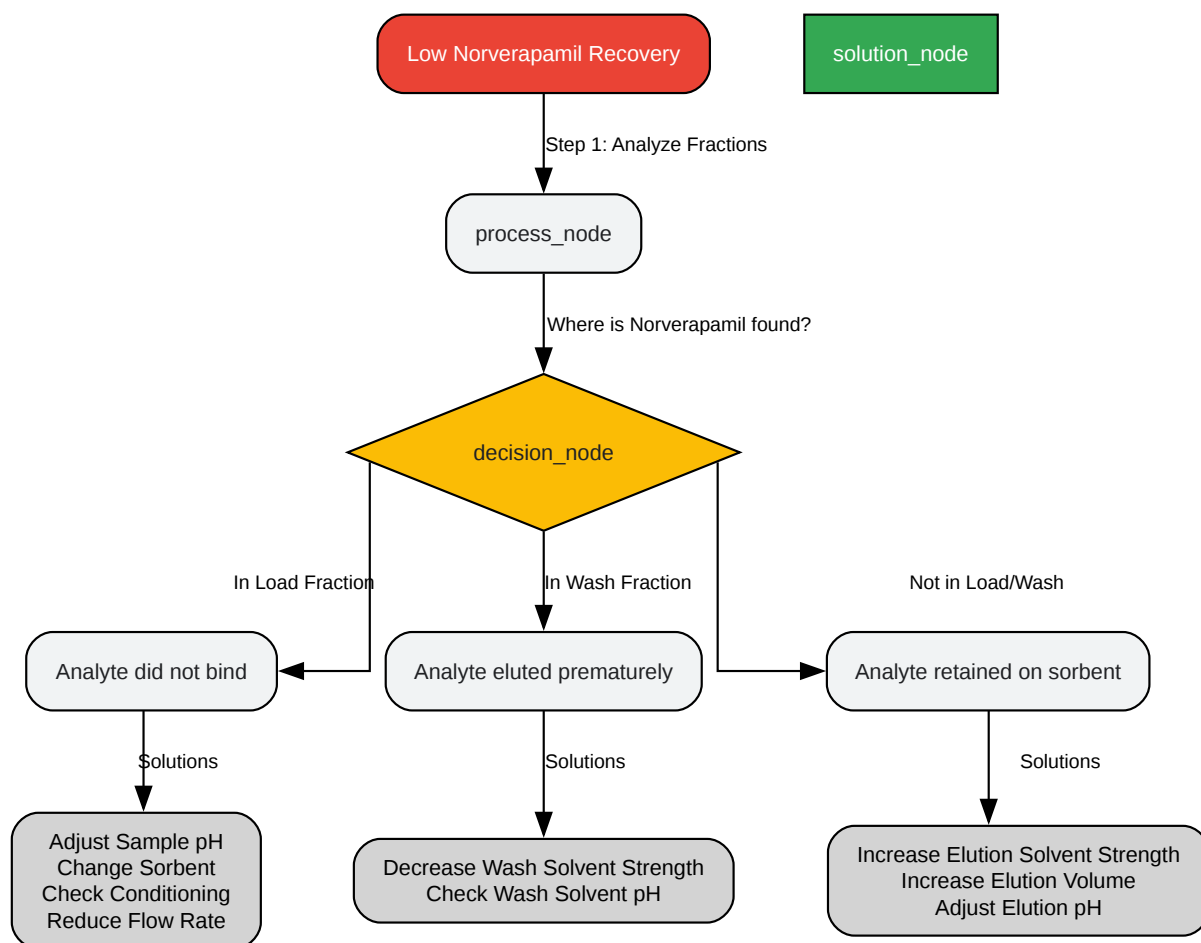 Low Norverapamil Recovery
solution_node
Step 1: Analyze Fractions
process_node
Where is Norverapamil found?
decision_node
In Load Fraction
In Wash Fraction
Not in Load/Wash
Analyte did not bind
Analyte eluted prematurely
Analyte retained on sorbent
Solutions
Solutions
Solutions
Adjust Sample pH
Change Sorbent
Check Conditioning
Reduce Flow Rate
Decrease Wash Solvent Strength
Check Wash Solvent pH
Increase Elution Solvent Strength
Increase Elution Volume
Adjust Elution pH